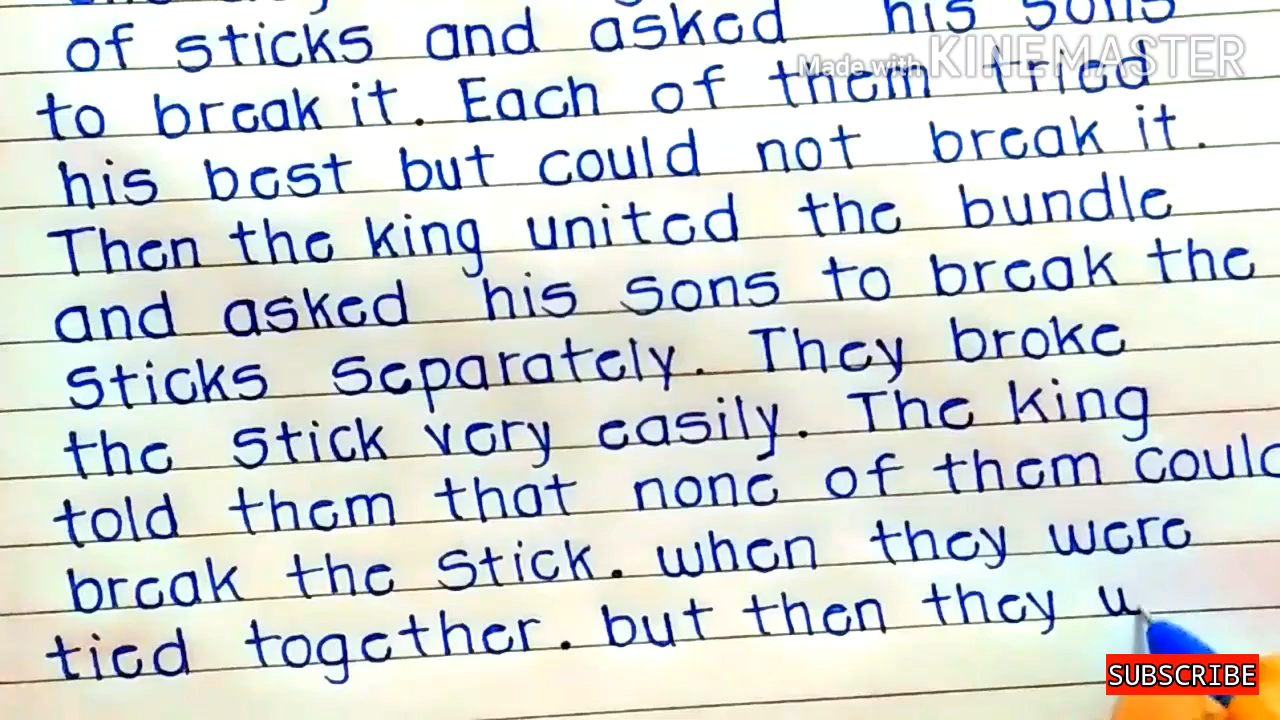 of sticks and asked his sons
Made with KINEMASTER
to break it. Each of them tried
his best but could not break it.
Then the king united the bundle
and asked his sons to break the
sticks separately. They broke
the stick very easily. The king
told them that none of them could
break the stick. when they were
tied together. but then they
SUBSCRIBE